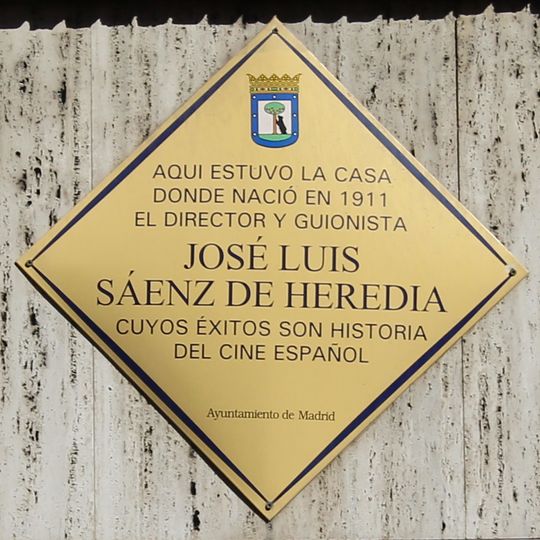 AQUI ESTUVO LA CASA
DONDE NACIÓ EN 1911
EL DIRECTOR Y GUIONISTA
JOSÉ LUIS
SÁENZ DE HEREDIA
CUYOS ÉXITOS SON HISTORIA
DEL CINE ESPAÑOL
Ayuntamiento de Madrid